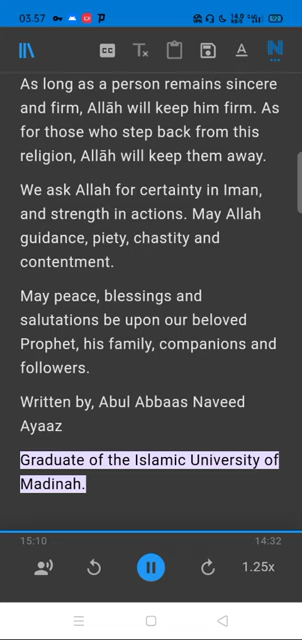 03.57
CC
As long as a person remains sincere
and firm, Allāh will keep him firm. As
for those who step back from this
religion, Allāh will keep them away.
We ask Allah for certainty in Iman,
and strength in actions. May Allah
guidance, piety, chastity and
contentment.
May peace, blessings and
salutations be upon our beloved
Prophet, his family, companions and
followers.
Written by, Abul Abbaas Naveed
Ayaaz
Graduate of the Islamic University of
Madinah.
15:10 14:32
1.25x